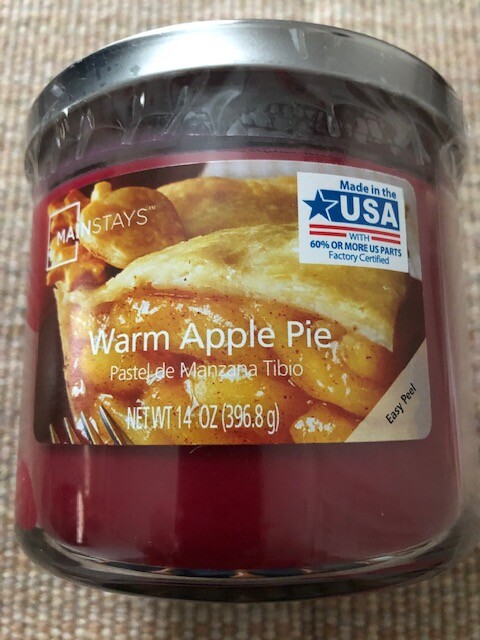 MAINSTAYS™
Made in the
USA
WITH
60% OR MORE US PARTS
Factory Certified
Warm Apple Pie
Pastel de Manzana Tibio
NET WT 14 OZ (396.8 g)
Easy Peel